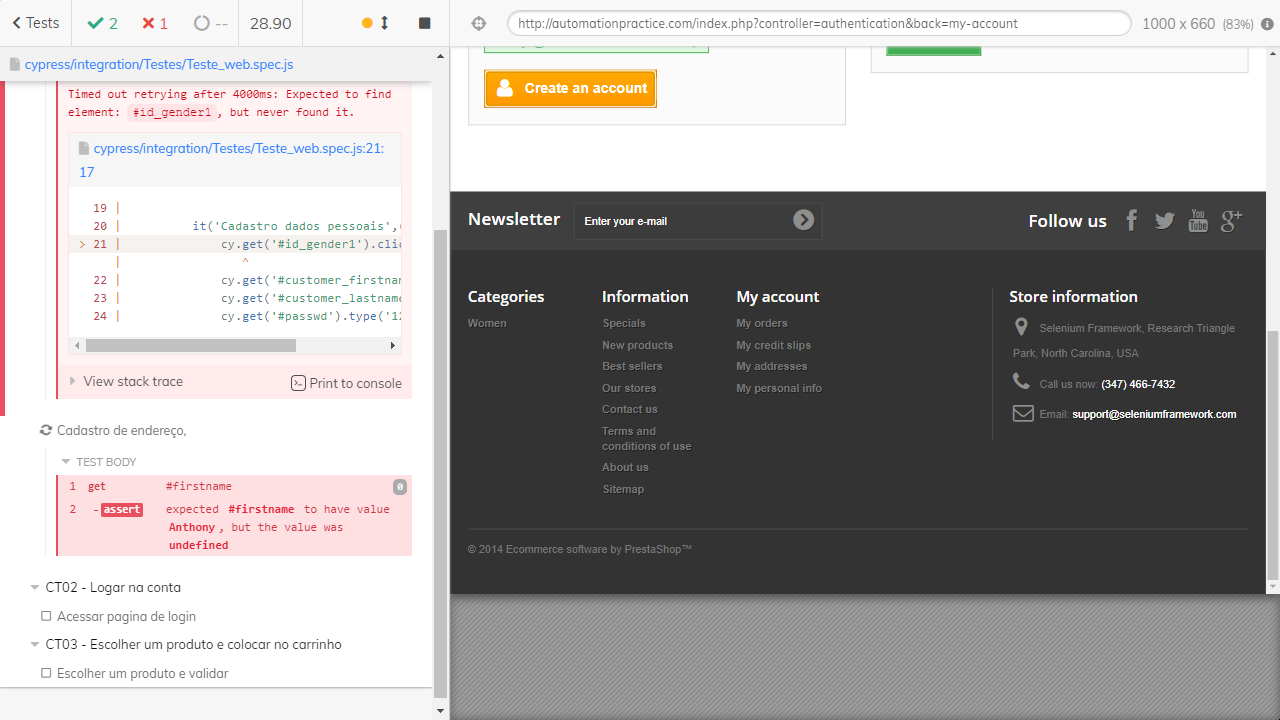 Tests
2
1
--
28.90
http://automationpractice.com/index.php?controller=authentication&back=my-account
1000 x 660 (83%)
cypress/integration/Testes/Teste_web.spec.js
Timed out retrying after 4000ms: Expected to find
element: #id_gender1, but never found it.
cypress/integration/Testes/Teste_web.spec.js:21:
17
19 |
20 | it('Cadastro dados pessoais',
> 21 | cy.get('#id_gender1').clic
| ^
22 | cy.get('#customer_firstnam
23 | cy.get('#customer_lastname
24 | cy.get('#passwd').type('12
View stack trace
Print to console
Cadastro de endereço,
TEST BODY
1 get #firstname 0
2 -assert expected #firstname to have value
Anthony, but the value was
undefined
CT02 - Logar na conta
Acessar pagina de login
CT03 - Escolher um produto e colocar no carrinho
Escolher um produto e validar
Create an account
Newsletter
Enter your e-mail
Follow us
You
Tube
Categories
Women
Information
Specials
New products
Best sellers
Our stores
Contact us
Terms and
conditions of use
About us
Sitemap
My account
My orders
My credit slips
My addresses
My personal info
Store information
Selenium Framework, Research Triangle
Park, North Carolina, USA
Call us now: (347) 466-7432
Email: support@seleniumframework.com
© 2014 Ecommerce software by PrestaShop™